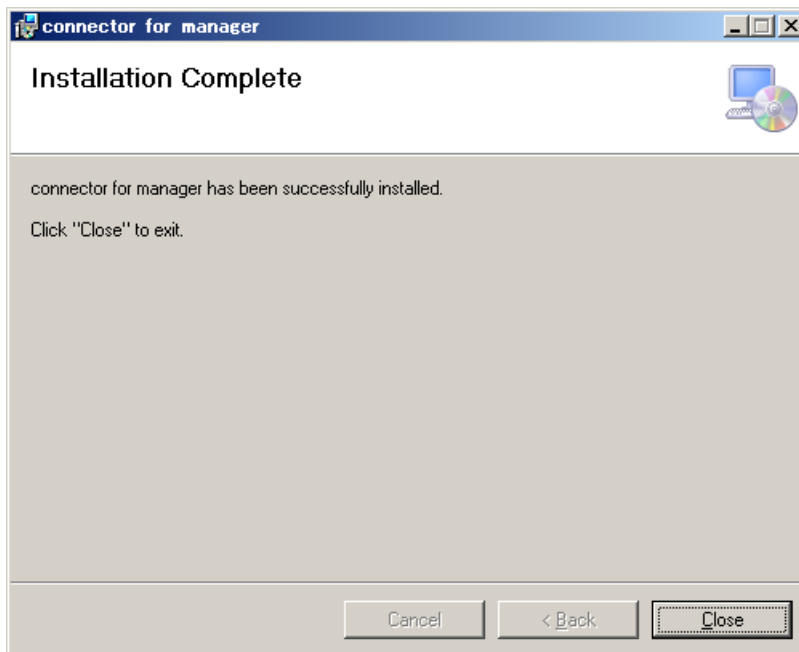 connector for manager
Installation Complete
connector for manager has been successfully installed.
Click "Close" to exit.
Cancel
< Back
Close